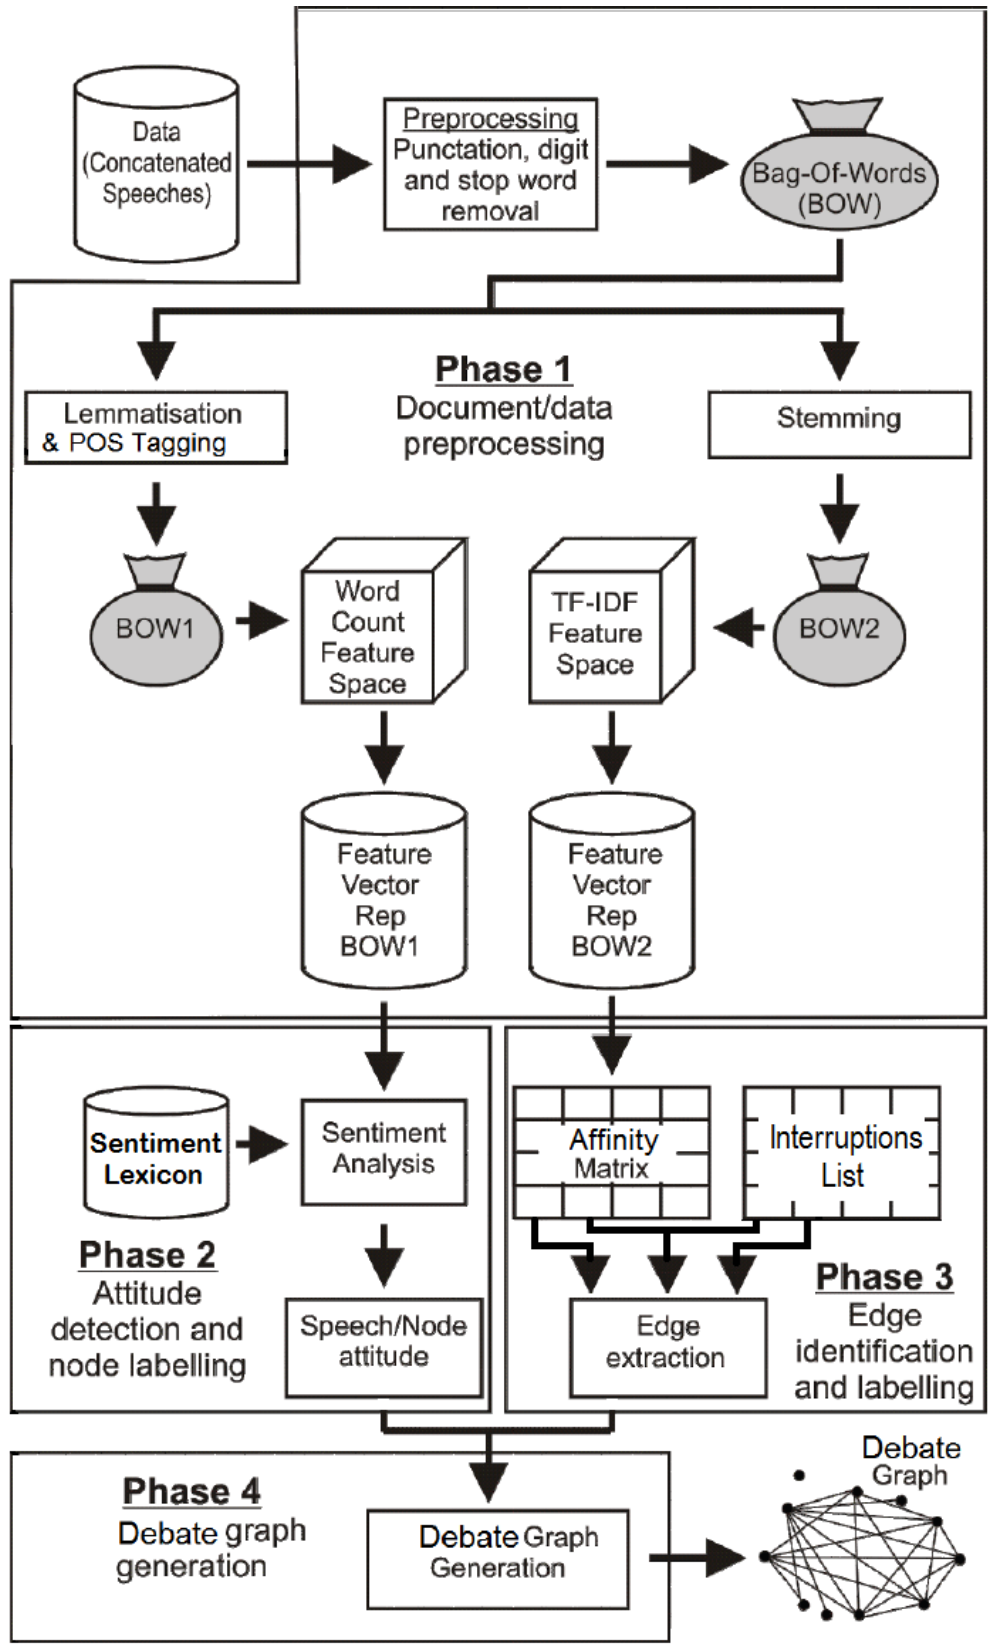 Data
(Concatenated
Speeches)
Preprocessing
Punctation, digit
and stop word
removal
Bag-Of-Words
(BOW)
Phase 1
Document/data
preprocessing
Lemmatisation
& POS Tagging
Stemming
BOW1
Word
Count
Feature
Space
TF-IDF
Feature
Space
BOW2
Feature
Vector
Rep
BOW1
Feature
Vector
Rep
BOW2
Sentiment
Lexicon
Sentiment
Analysis
Phase 2
Attitude
detection and
node labelling
Speech/Node
attitude
Affinity
Matrix
Interruptions
List
Edge
extraction
Phase 3
Edge
identification
and labelling
Phase 4
Debate graph
generation
Debate Graph
Generation
Debate
Graph